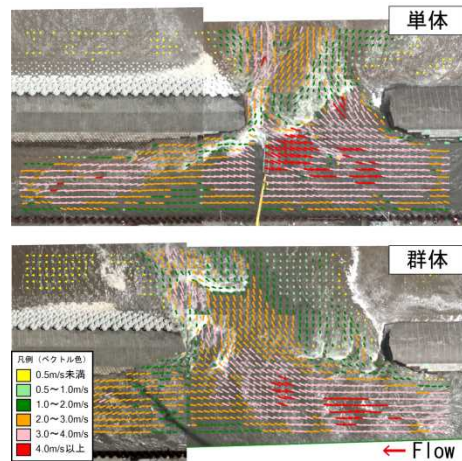 単体
群体
凡例（ベクトル色）
0.5m/s未満
0.5～1.0m/s
1.0～2.0m/s
2.0～3.0m/s
3.0～4.0m/s
4.0m/s以上
← Flow